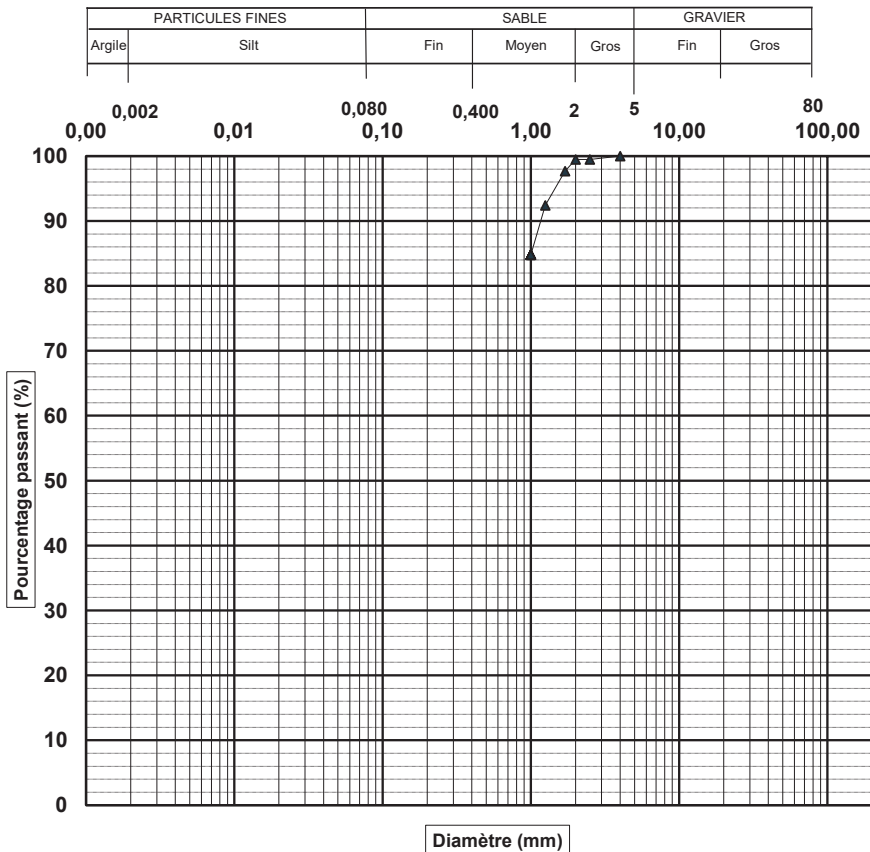 PARTICULES FINES SABLE GRAVIER
Argile Silt Fin Moyen Gros Fin Gros
0,002 0,080 0,400 2 5 80
0,00 0,01 0,10 1,00 10,00 100,00
100
90
80
70
60
50
40
30
20
10
0
Pourcentage passant (%)
Diamètre (mm)